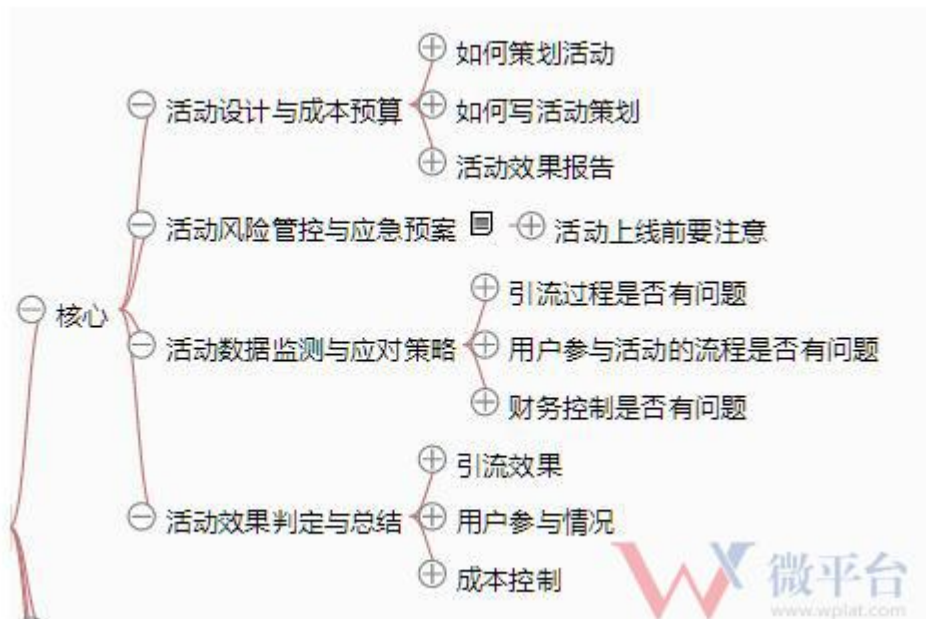 如何策划活动
活动设计与成本预算
如何写活动策划
活动效果报告
活动风险管控与应急预案
活动上线前要注意
核心
引流过程是否有问题
活动数据监测与应对策略
用户参与活动的流程是否有问题
财务控制是否有问题
引流效果
活动效果判定与总结
用户参与情况
成本控制
微平台
www.wplat.com